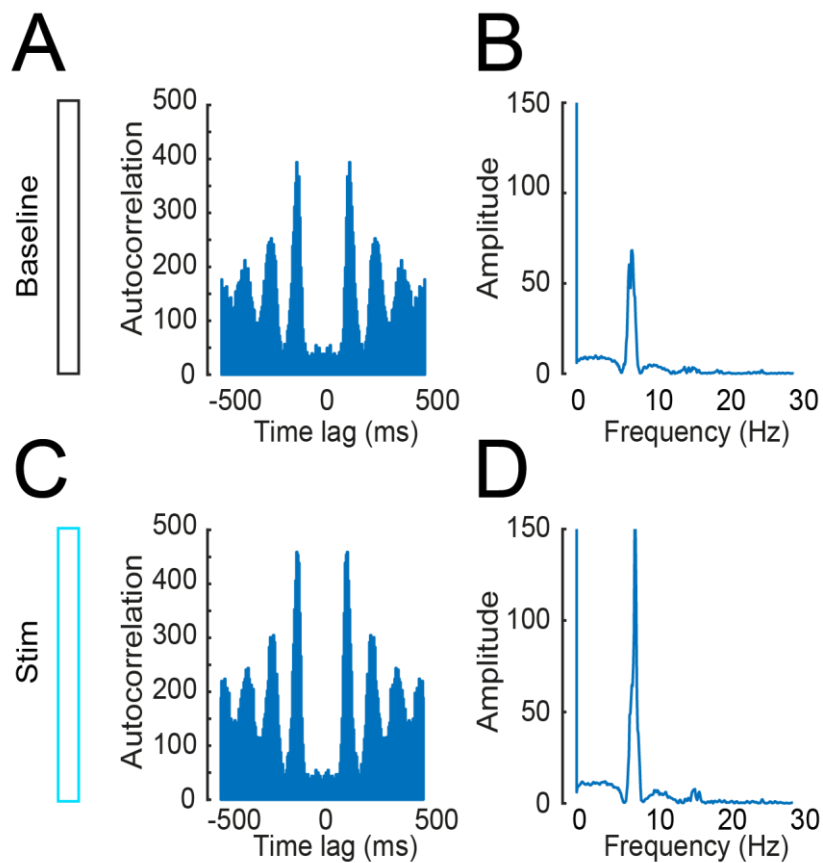 A
B
Baseline
Autocorrelation
500
400
300
200
100
0
-500 0 500
Time lag (ms)
Amplitude
150
100
50
0
0 10 20 30
Frequency (Hz)
C
D
Stim
Autocorrelation
500
400
300
200
100
0
-500 0 500
Time lag (ms)
Amplitude
150
100
50
0
0 10 20 30
Frequency (Hz)